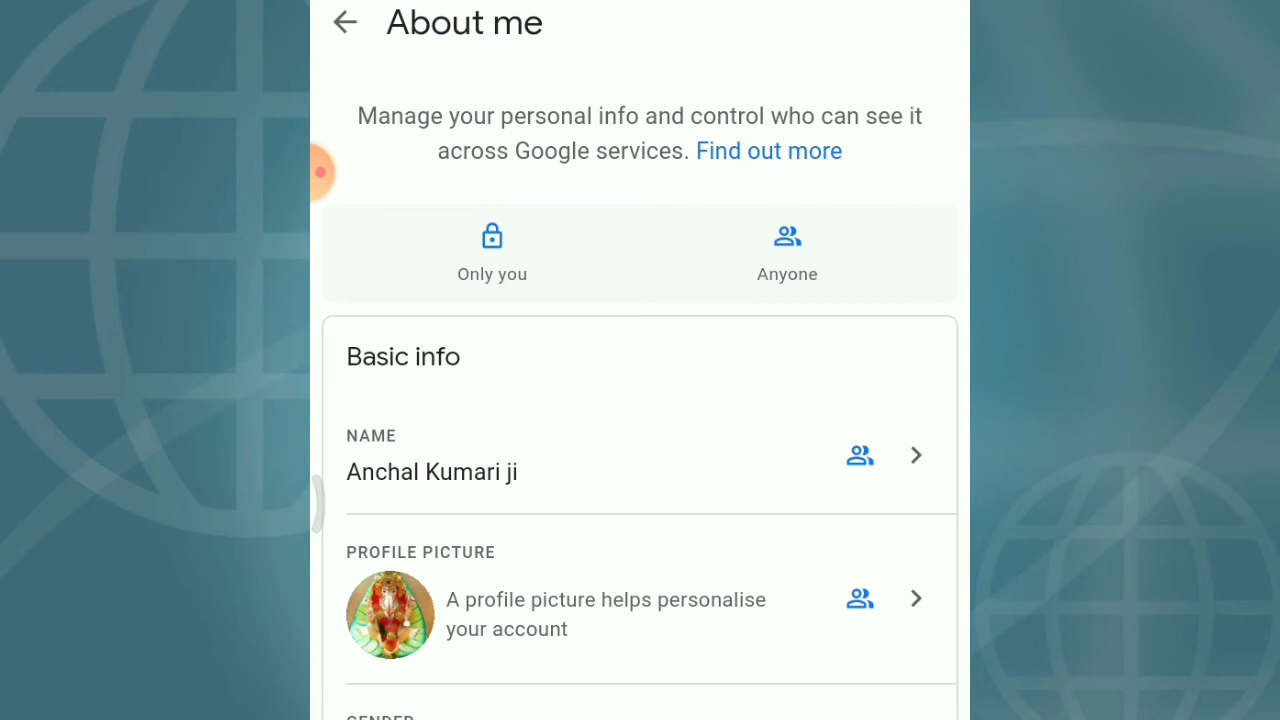 About me
Manage your personal info and control who can see it
across Google services. Find out more
Only you
Anyone
Basic info
NAME
Anchal Kumari ji
PROFILE PICTURE
A profile picture helps personalise
your account
GENDER